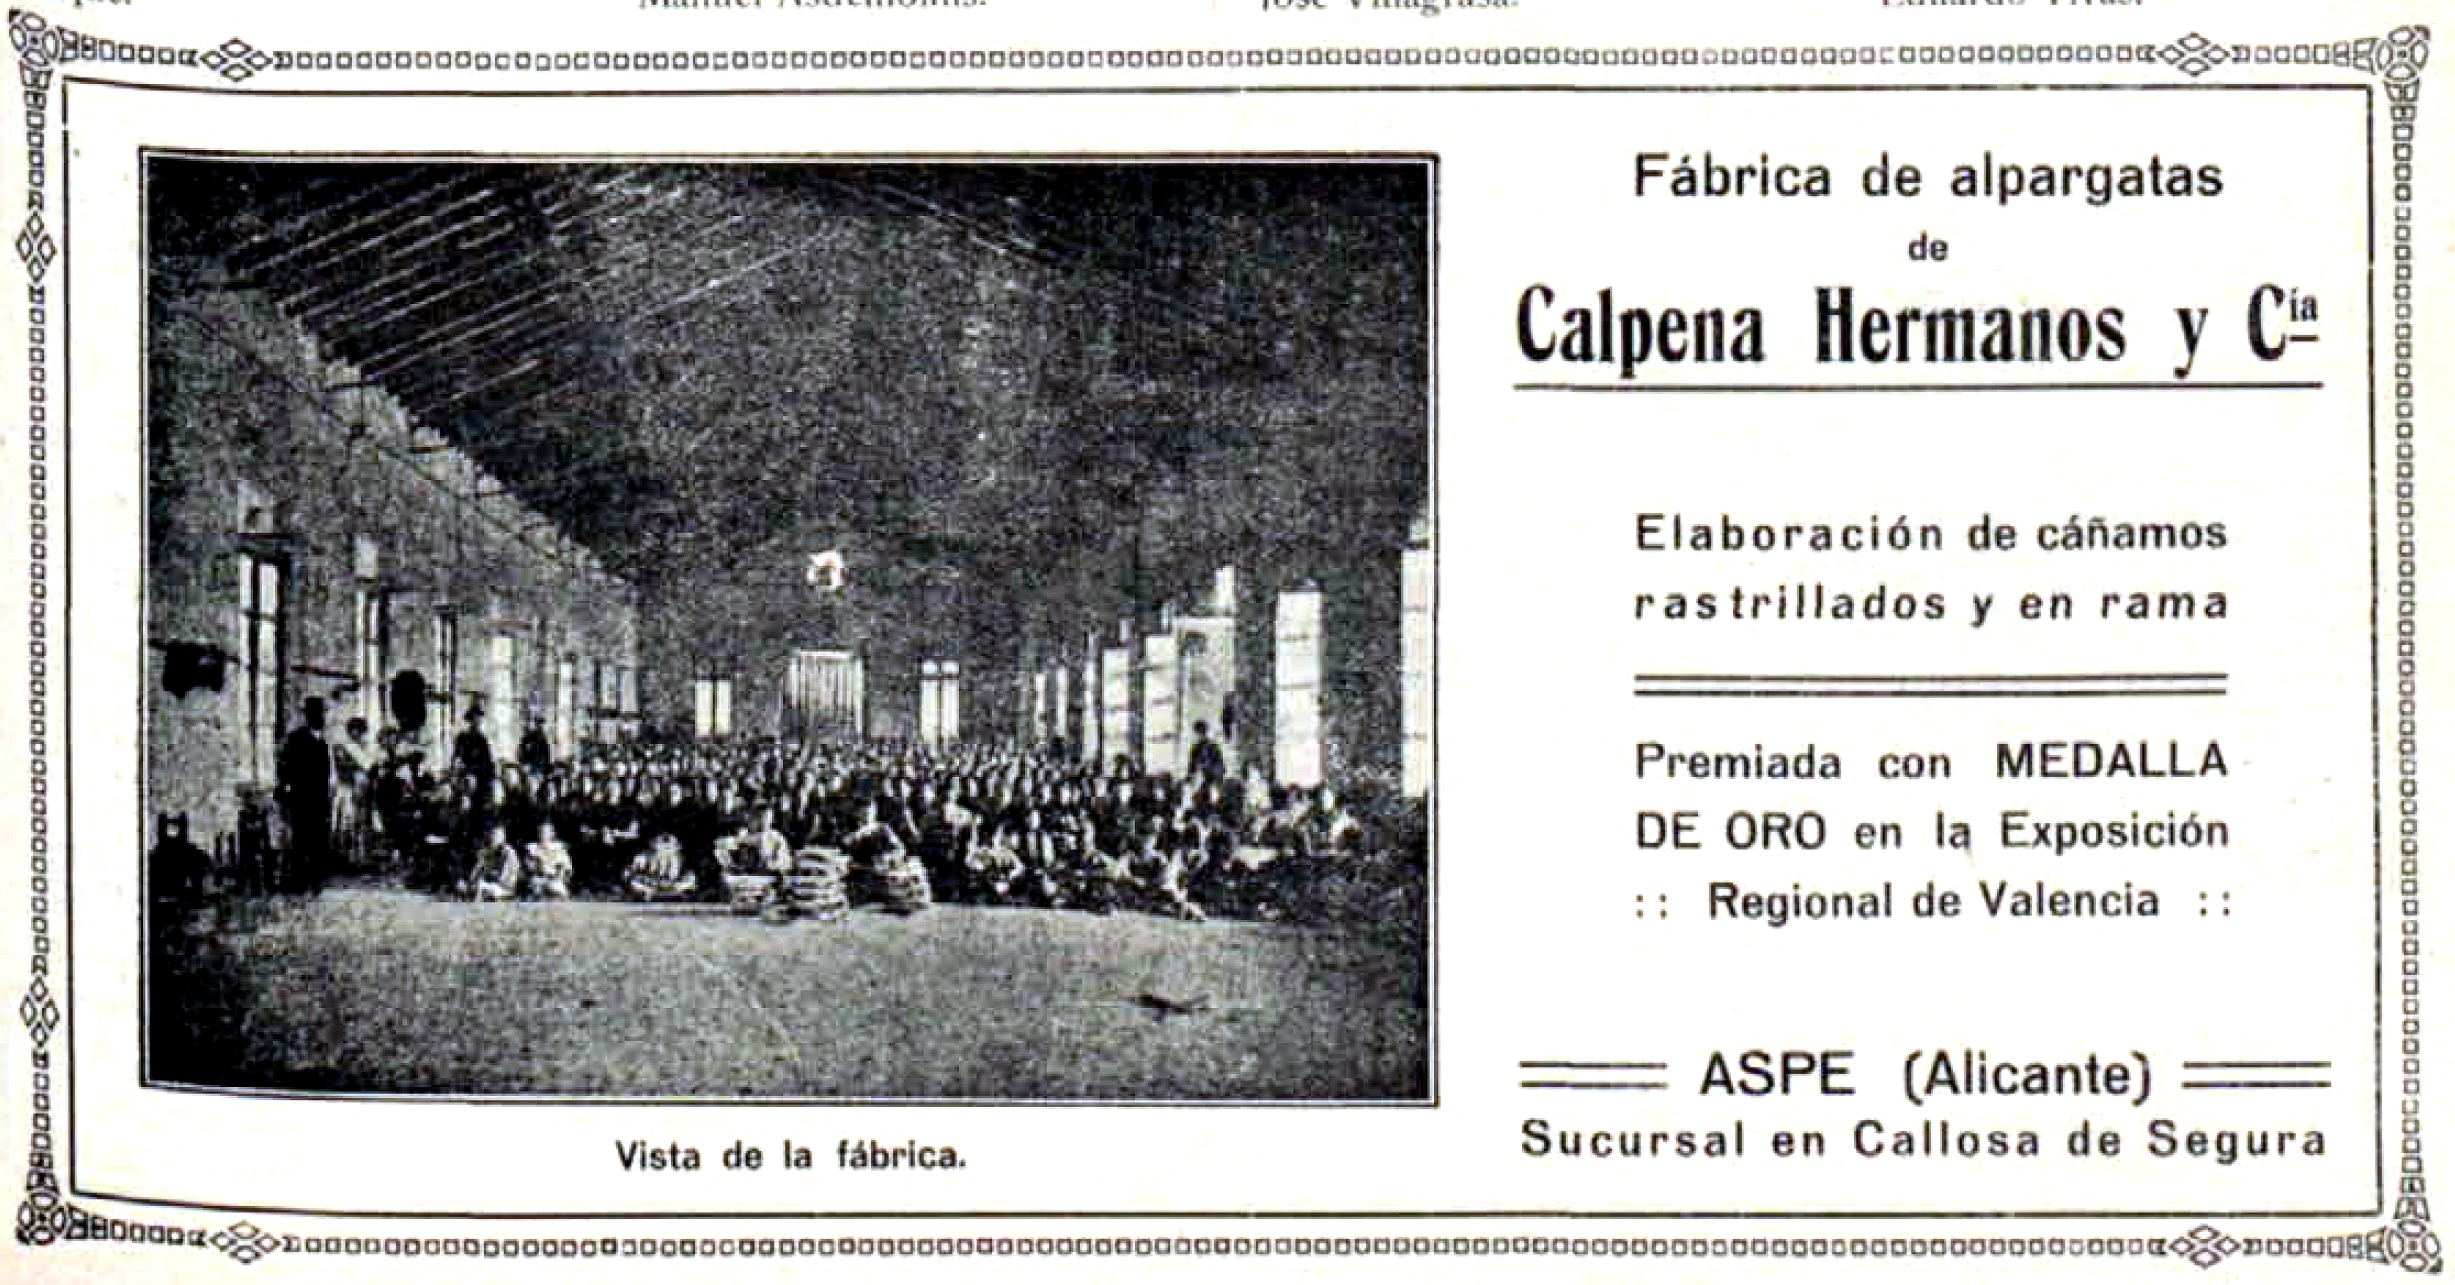 Fábrica de alpargatas
de
Calpena Hermanos y Cía
Elaboración de cáñamos
rastrillados y en rama
Premiada con MEDALLA
DE ORO en la Exposición
:: Regional de Valencia ::
ASPE (Alicante)
Sucursal en Callosa de Segura
Vista de la fábrica.